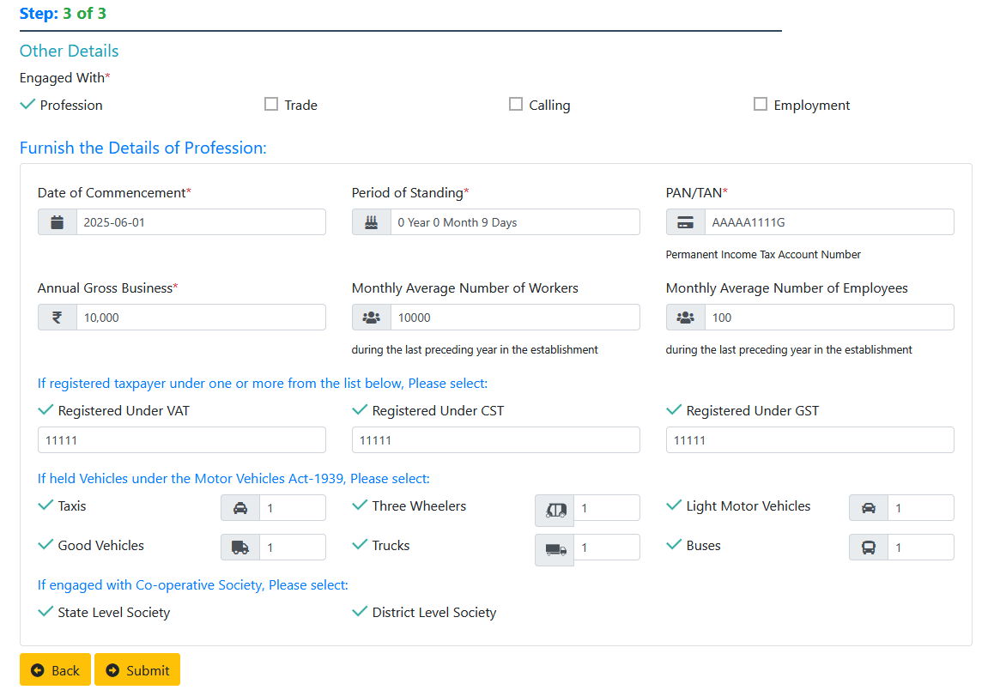 Step: 3 of 3
Other Details
Engaged With*
Profession Trade Calling Employment
Furnish the Details of Profession:
Date of Commencement* Period of Standing* PAN/TAN*
2025-06-01 0 Year 0 Month 9 Days AAAAA1111G
Permanent Income Tax Account Number
Annual Gross Business* Monthly Average Number of Workers Monthly Average Number of Employees
₹ 10,000 10000 100
during the last preceding year in the establishment during the last preceding year in the establishment
If registered taxpayer under one or more from the list below, Please select:
Registered Under VAT Registered Under CST Registered Under GST
11111 11111 11111
If held Vehicles under the Motor Vehicles Act-1939, Please select:
Taxis 1 Three Wheelers 1 Light Motor Vehicles 1
Good Vehicles 1 Trucks 1 Buses 1
If engaged with Co-operative Society, Please select:
State Level Society District Level Society
Back Submit